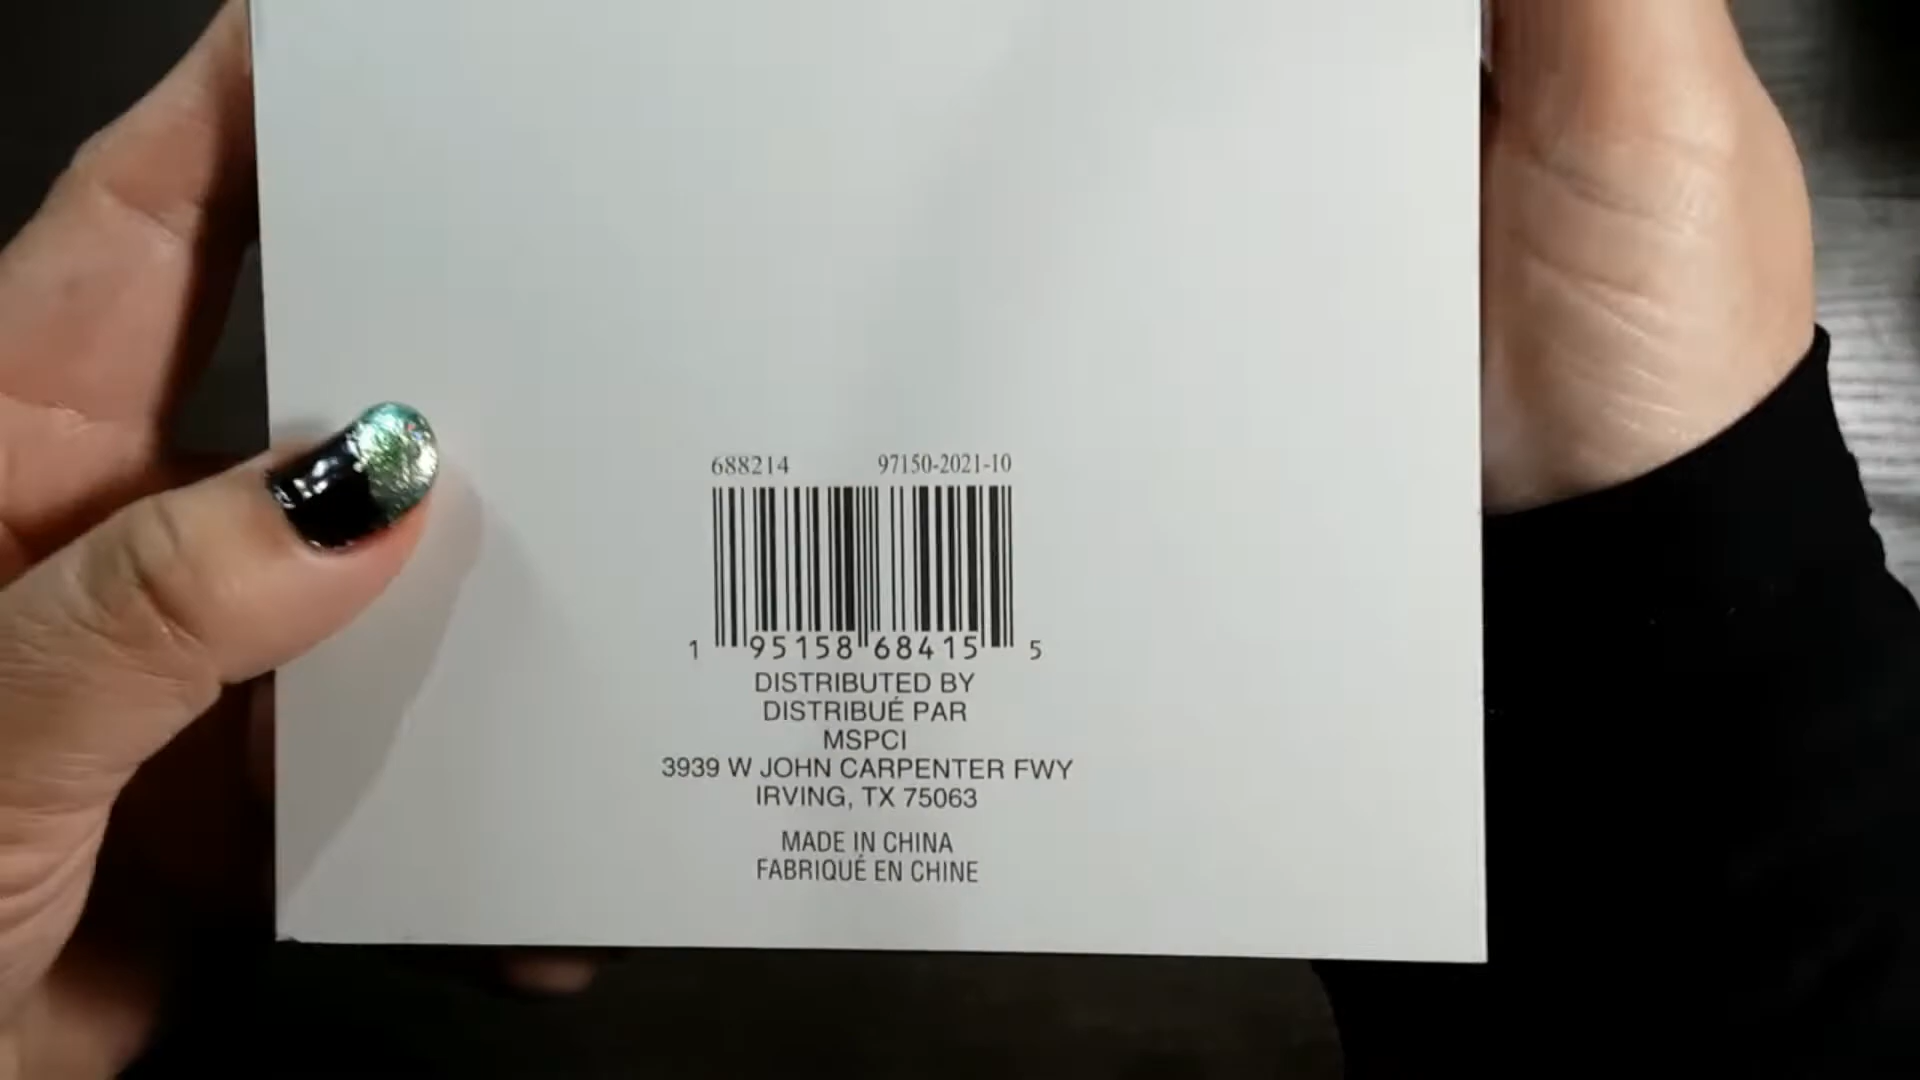 688214 97150-2021-10
1 95158 68415 5
DISTRIBUTED BY
DISTRIBUÉ PAR
MSPCI
3939 W JOHN CARPENTER FWY
IRVING, TX 75063
MADE IN CHINA
FABRIQUÉ EN CHINE